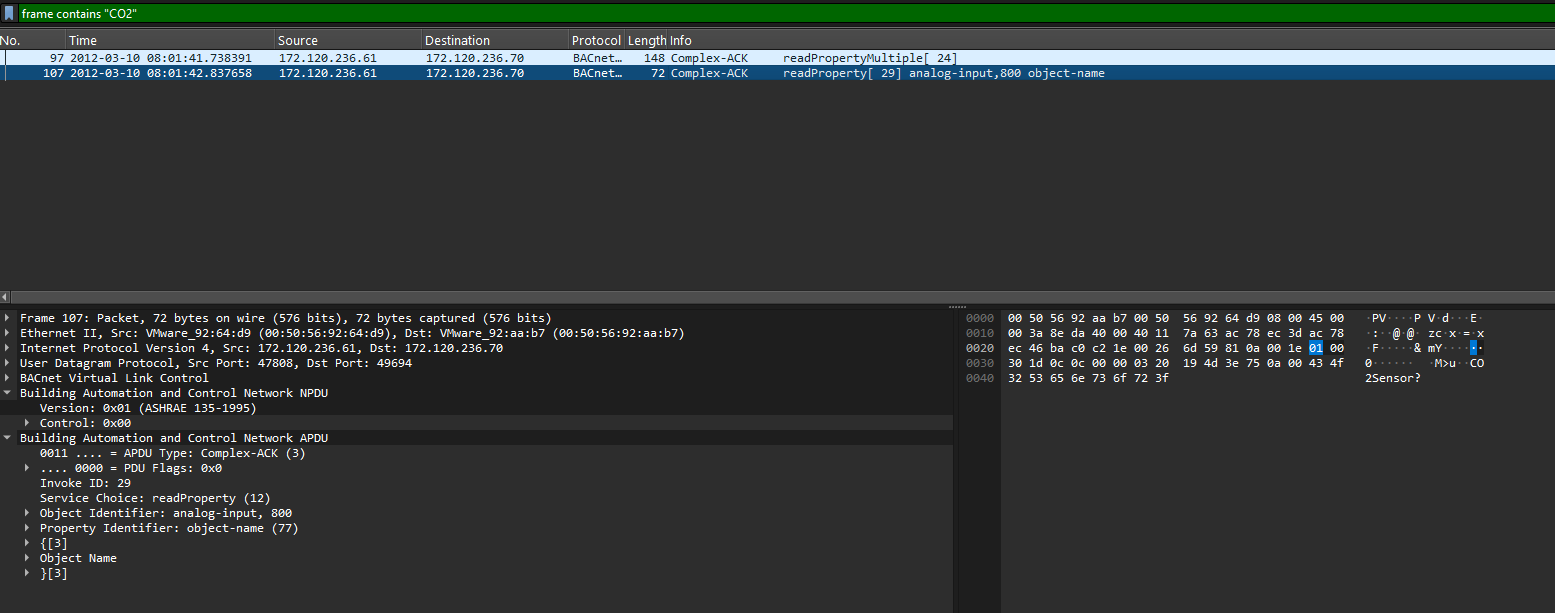 frame contains "CO2"
No. Time Source Destination Protocol Length Info
97 2012-03-10 08:01:41.738391 172.120.236.61 172.120.236.70 BACnet… 148 Complex-ACK readPropertyMultiple[ 24]
107 2012-03-10 08:01:42.837658 172.120.236.61 172.120.236.70 BACnet… 72 Complex-ACK readProperty[ 29] analog-input,800 object-name
Frame 107: Packet, 72 bytes on wire (576 bits), 72 bytes captured (576 bits)
Ethernet II, Src: VMware_92:64:d9 (00:50:56:92:64:d9), Dst: VMware_92:aa:b7 (00:50:56:92:aa:b7)
Internet Protocol Version 4, Src: 172.120.236.61, Dst: 172.120.236.70
User Datagram Protocol, Src Port: 47808, Dst Port: 49694
BACnet Virtual Link Control
Building Automation and Control Network NPDU
Version: 0x01 (ASHRAE 135-1995)
Control: 0x00
Building Automation and Control Network APDU
0011 .... = APDU Type: Complex-ACK (3)
.... 0000 = PDU Flags: 0x0
Invoke ID: 29
Service Choice: readProperty (12)
Object Identifier: analog-input, 800
Property Identifier: object-name (77)
{[3]
Object Name
}[3]
0000 00 50 56 92 aa b7 00 50 56 92 64 d9 08 00 45 00 ·PV····P V·d···E·
0010 00 3a 8e da 40 00 40 11 7a 63 ac 78 ec 3d ac 78 ·:··@·@· zc·x·=·x
0020 ec 46 ba c0 c2 1e 00 26 6d 59 81 0a 00 1e 01 00 ·F·····& mY······
0030 30 1d 0c 0c 00 00 03 20 19 4d 3e 75 0a 00 43 4f 0······  ·M>u··CO
0040 32 53 65 6e 73 6f 72 3f 2Sensor?